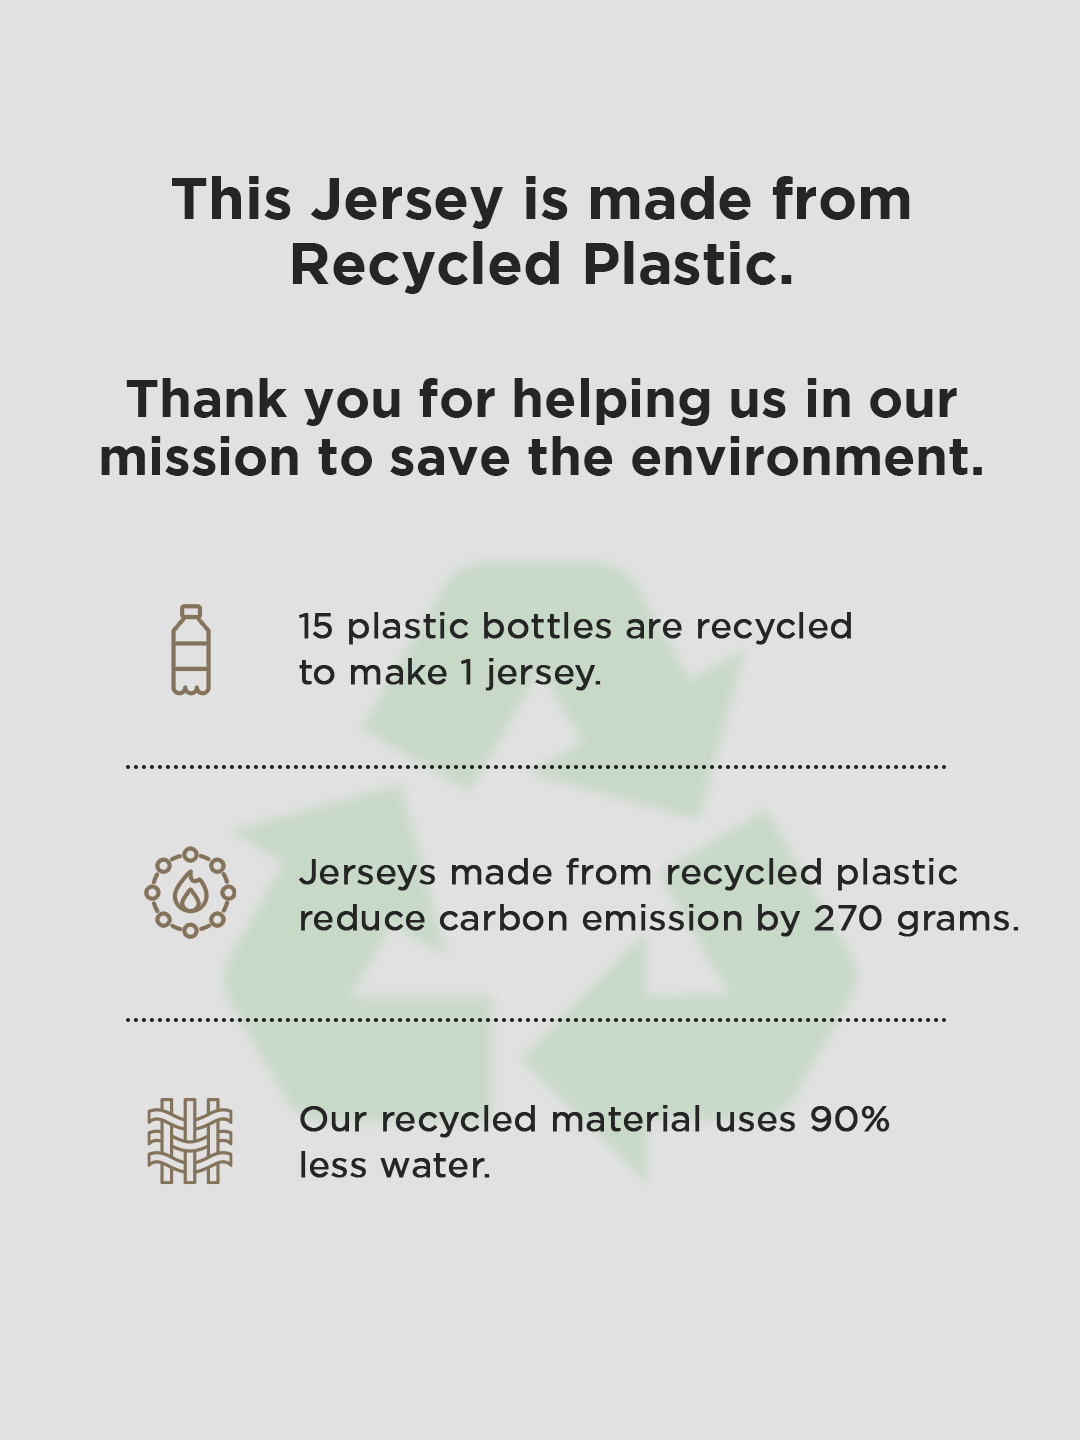 This Jersey is made from
Recycled Plastic.
Thank you for helping us in our
mission to save the environment.
15 plastic bottles are recycled
to make 1 jersey.
Jerseys made from recycled plastic
reduce carbon emission by 270 grams.
Our recycled material uses 90%
less water.